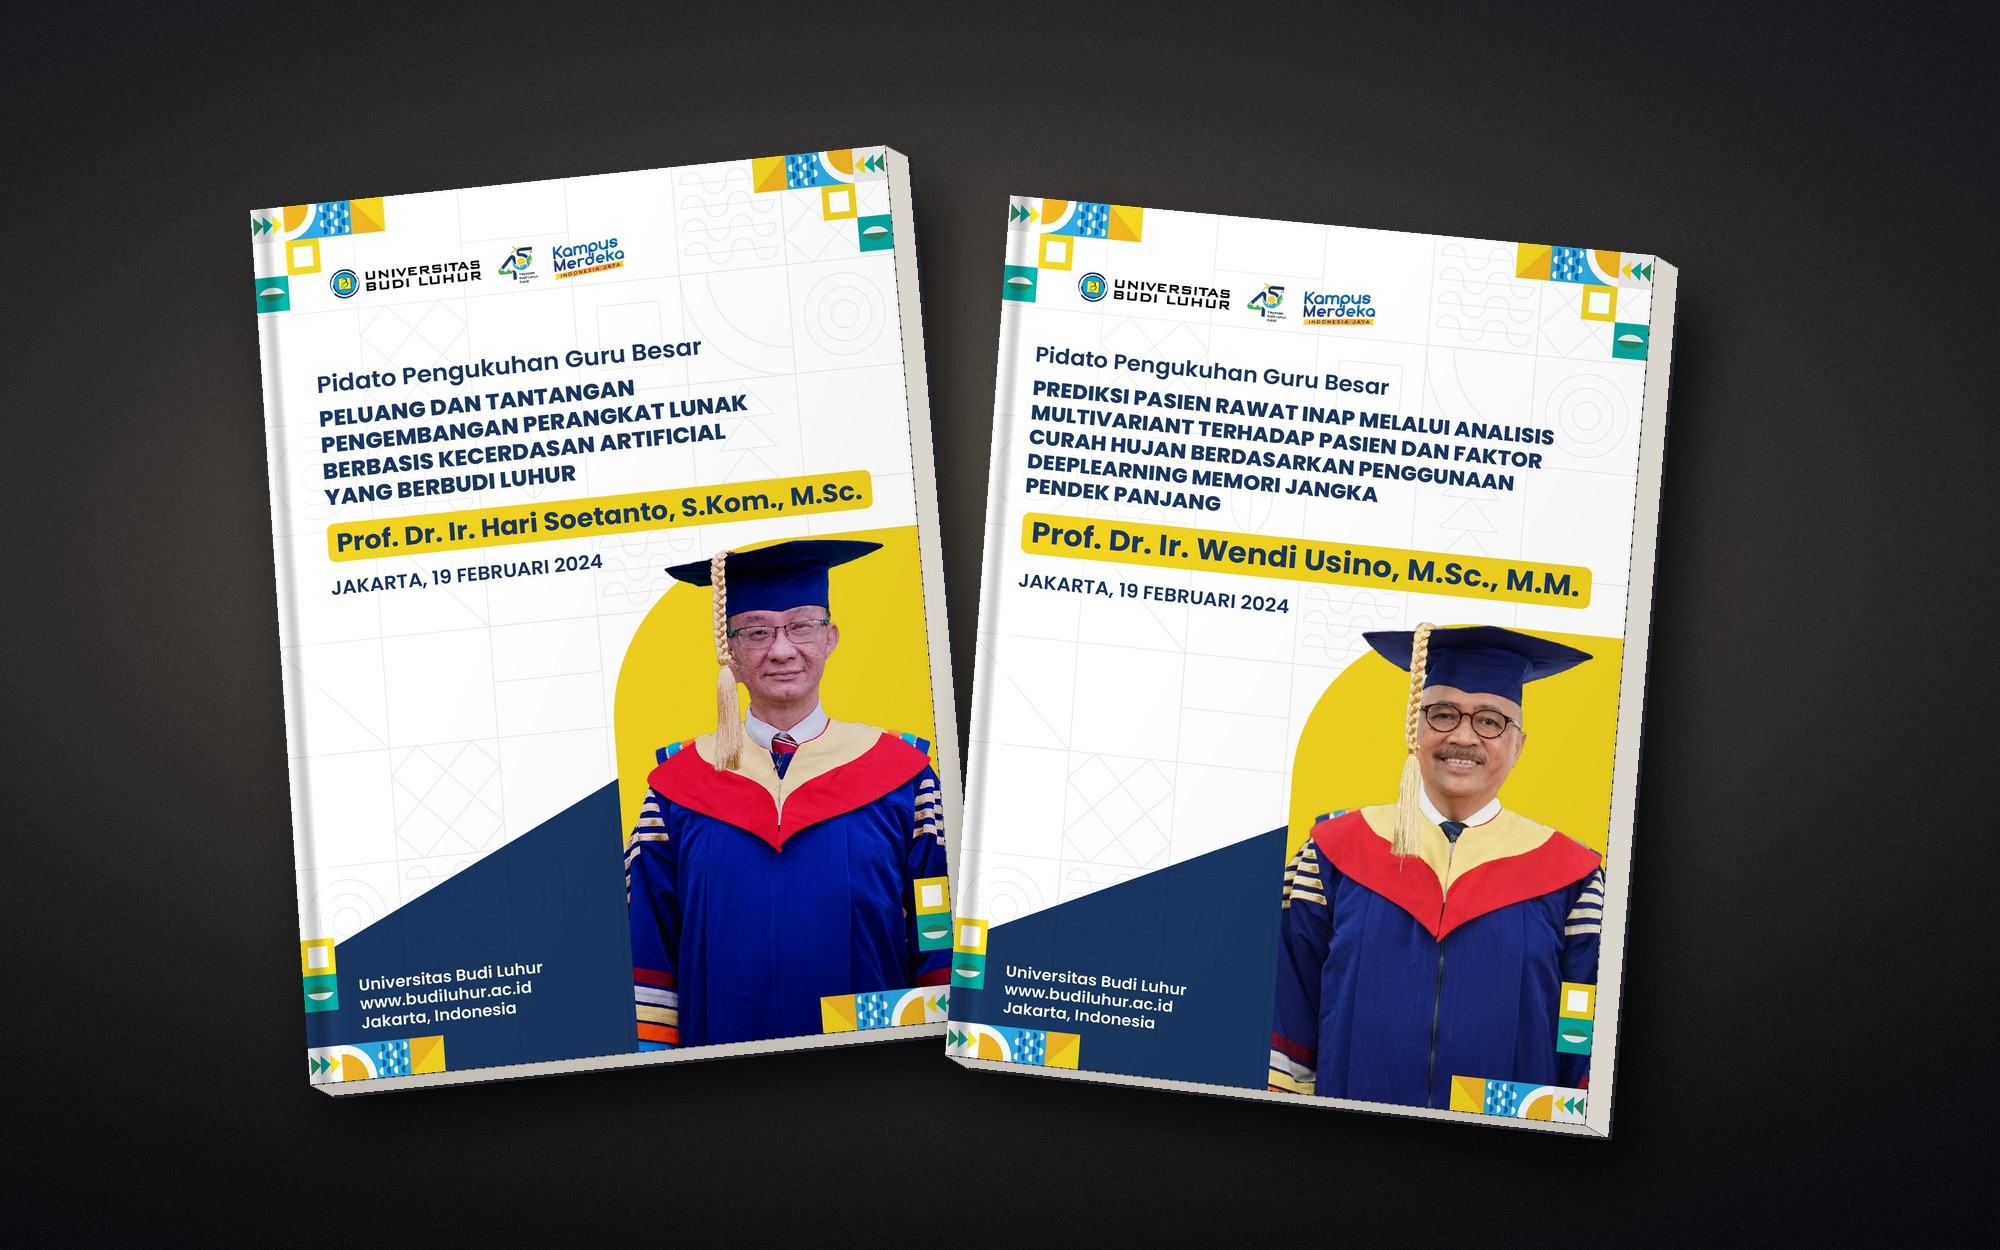 UNIVERSITAS
BUDI LUHUR
Kampus
Merdeka
INDONESIA JAYA
Pidato Pengukuhan Guru Besar
PELUANG DAN TANTANGAN
PENGEMBANGAN PERANGKAT LUNAK
BERBASIS KECERDASAN ARTIFICIAL
YANG BERBUDI LUHUR
Prof. Dr. Ir. Hari Soetanto, S.Kom., M.Sc.
JAKARTA, 19 FEBRUARI 2024
Universitas Budi Luhur
www.budiluhur.ac.id
Jakarta, Indonesia
UNIVERSITAS
BUDI LUHUR
Kampus
Merdeka
INDONESIA JAYA
Pidato Pengukuhan Guru Besar
PREDIKSI PASIEN RAWAT INAP MELALUI ANALISIS
MULTIVARIANT TERHADAP PASIEN DAN FAKTOR
CURAH HUJAN BERDASARKAN PENGGUNAAN
DEEPLEARNING MEMORI JANGKA
PENDEK PANJANG
Prof. Dr. Ir. Wendi Usino, M.Sc., M.M.
JAKARTA, 19 FEBRUARI 2024
Universitas Budi Luhur
www.budiluhur.ac.id
Jakarta, Indonesia